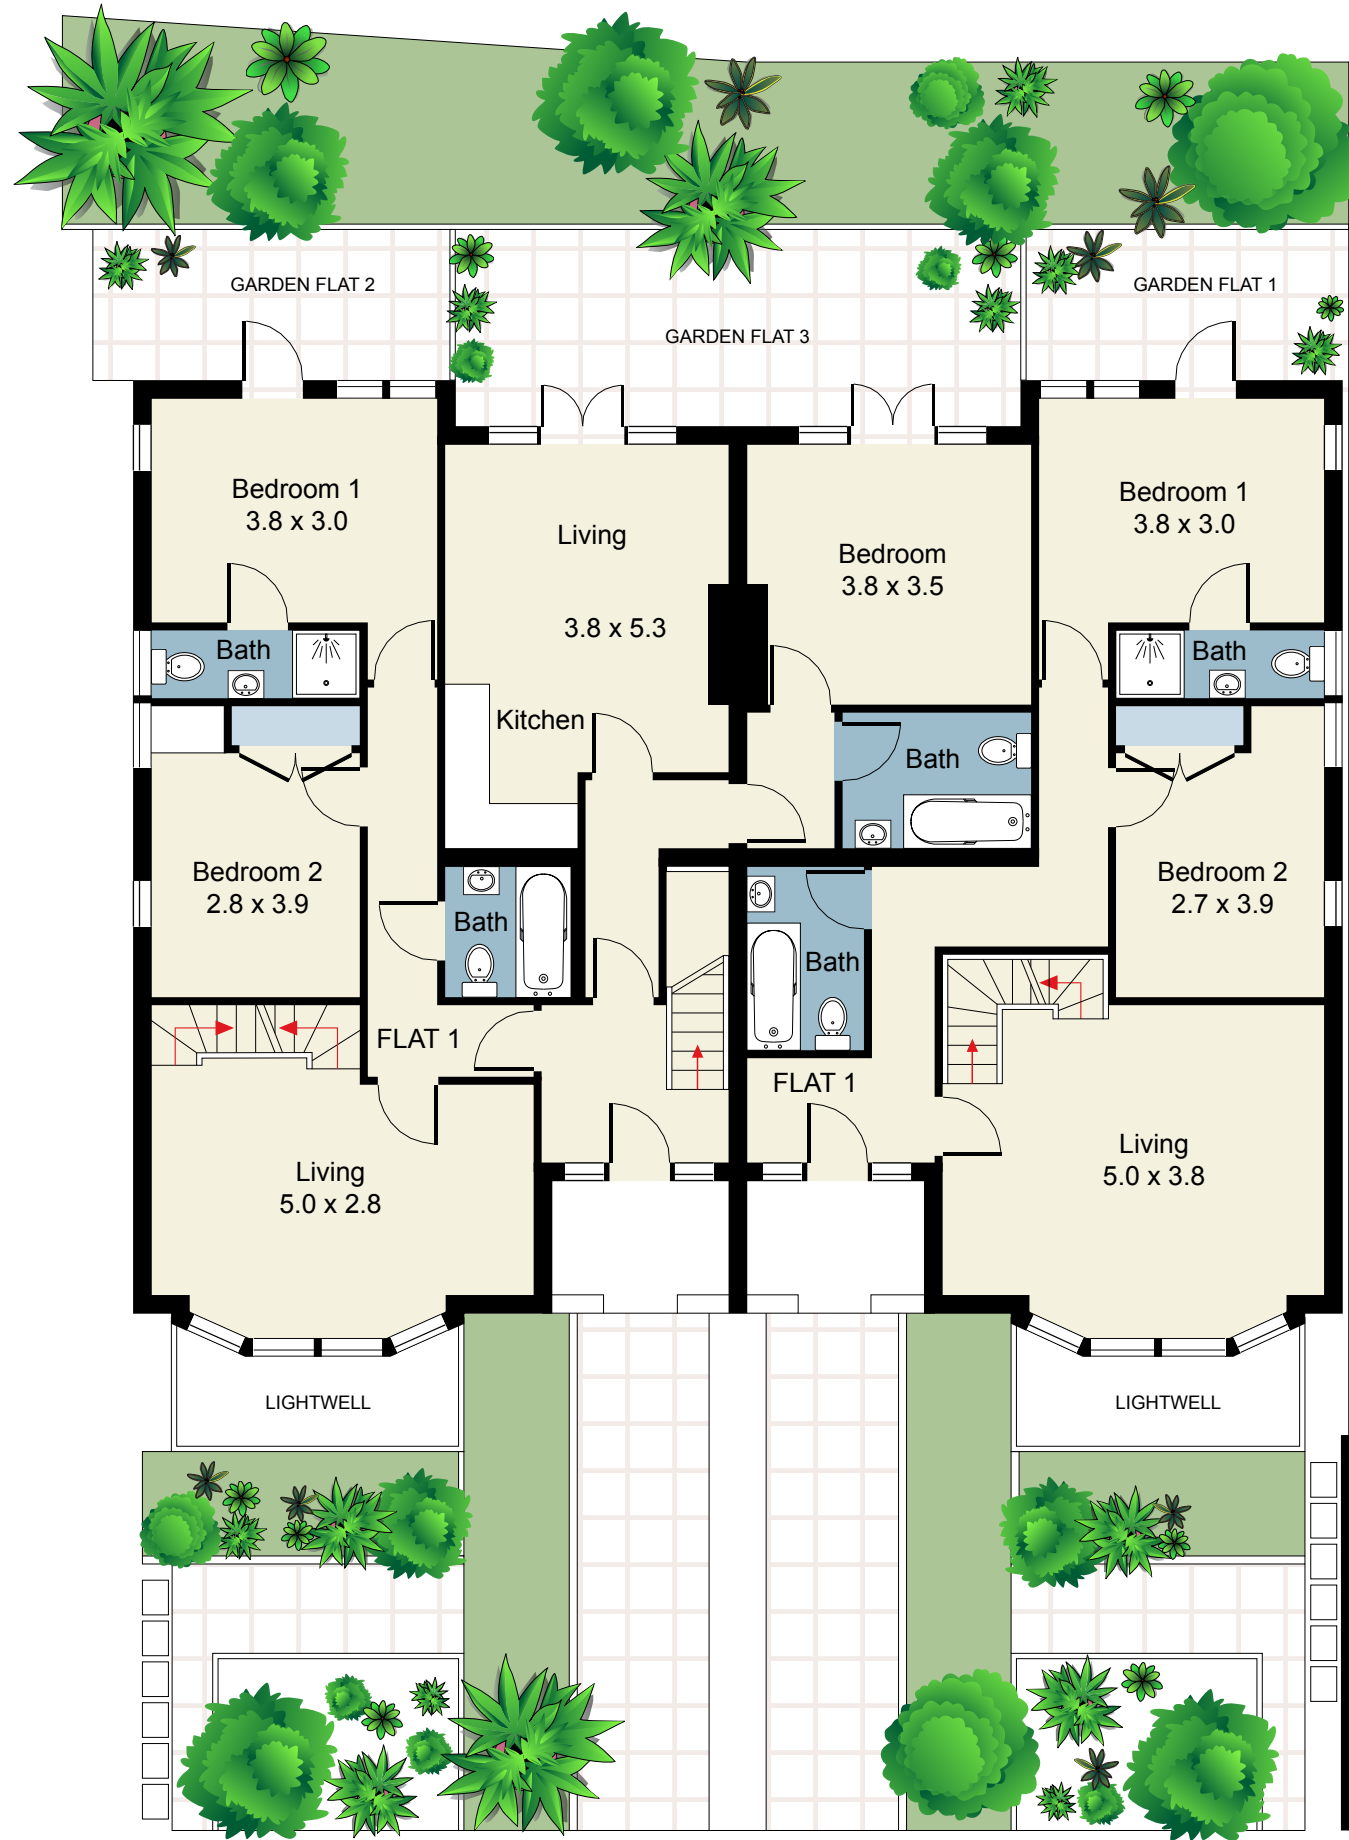 GARDEN FLAT 2
GARDEN FLAT 1
GARDEN FLAT 3
Bedroom 1
3.8 x 3.0
Living
3.8 x 5.3
Bedroom
3.8 x 3.5
Bedroom 1
3.8 x 3.0
Bath
Bath
Kitchen
Bath
Bedroom 2
2.8 x 3.9
Bath
Bath
Bedroom 2
2.7 x 3.9
FLAT 1
FLAT 1
Living
5.0 x 2.8
Living
5.0 x 3.8
LIGHTWELL
LIGHTWELL